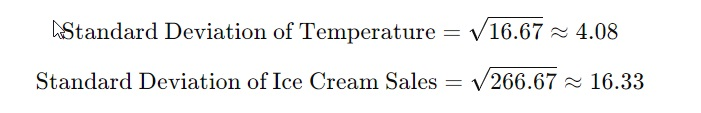 Standard Deviation of Temperature = √16.67 ≈ 4.08
Standard Deviation of Ice Cream Sales = √266.67 ≈ 16.33